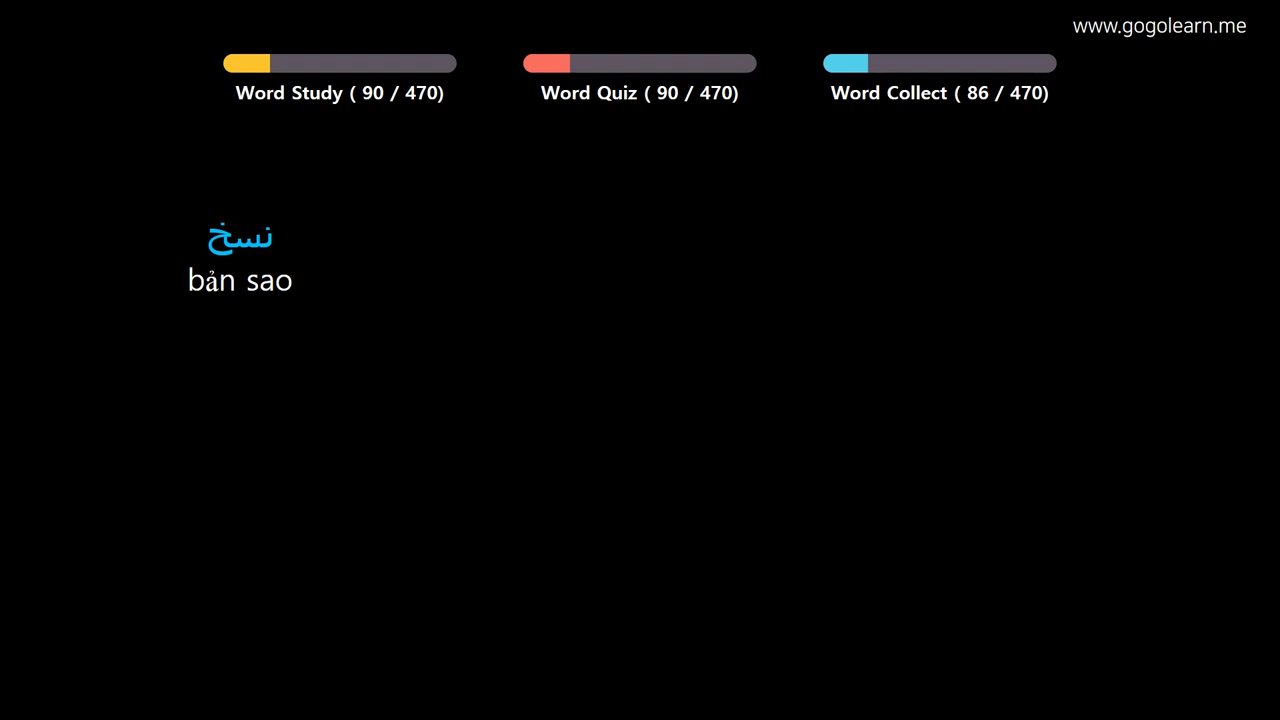 www.gogolearn.me
Word Study ( 90 / 470)
Word Quiz ( 90 / 470)
Word Collect ( 86 / 470)
نسخ
bản sao